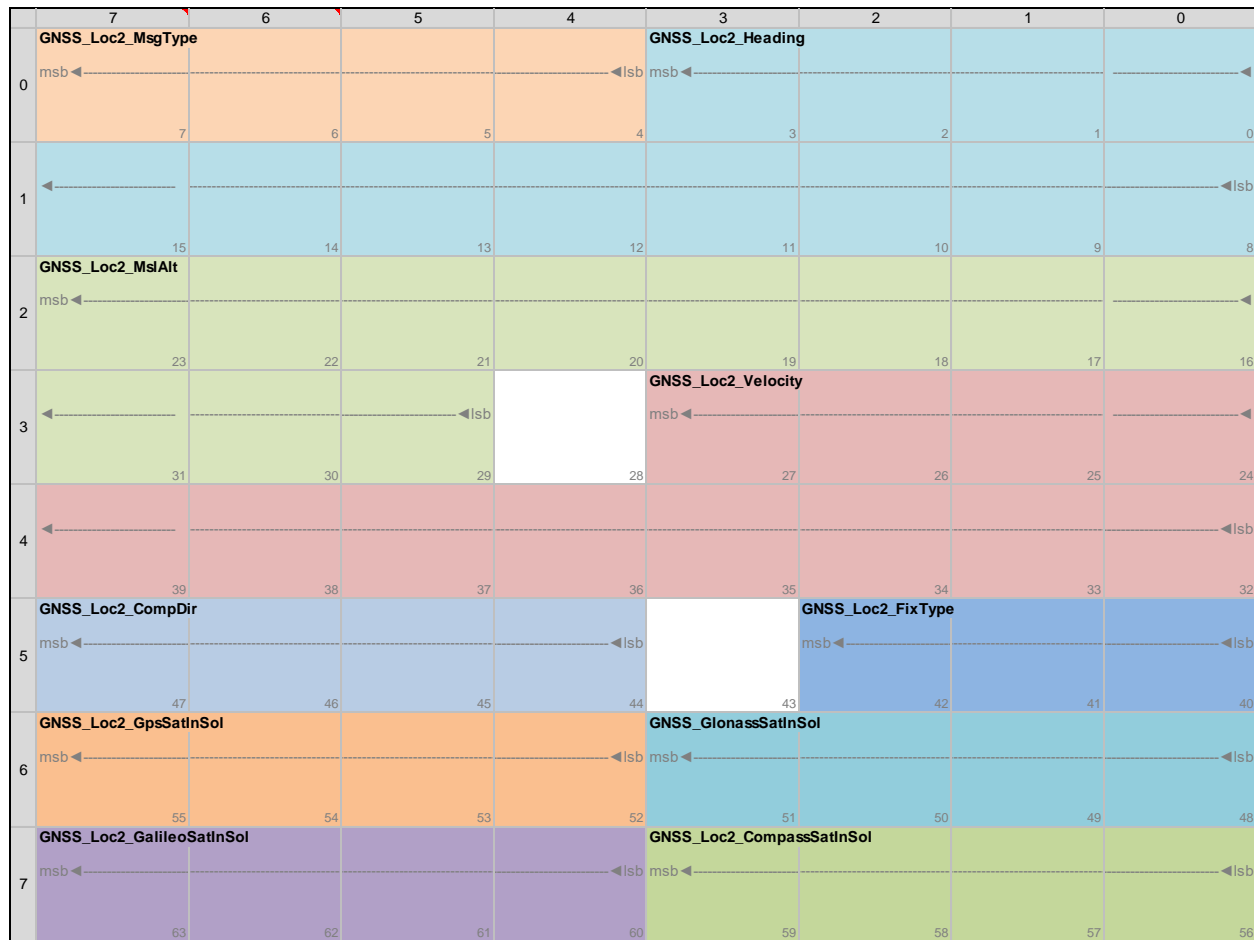 7 6 5 4 3 2 1 0
GNSS_Loc2_MsgType GNSS_Loc2_Heading
0 msb lsb msb
7 6 5 4 3 2 1 0
1 lsb
15 14 13 12 11 10 9 8
GNSS_Loc2_MslAlt
2 msb
23 22 21 20 19 18 17 16
GNSS_Loc2_Velocity
3 lsb msb
31 30 29 28 27 26 25 24
4 lsb
39 38 37 36 35 34 33 32
GNSS_Loc2_CompDir GNSS_Loc2_FixType
5 msb lsb msb lsb
47 46 45 44 43 42 41 40
GNSS_Loc2_GpsSatInSol GNSS_GlonassSatInSol
6 msb lsb msb lsb
55 54 53 52 51 50 49 48
GNSS_Loc2_GalileoSatInSol GNSS_Loc2_CompassSatInSol
7 msb lsb msb lsb
63 62 61 60 59 58 57 56